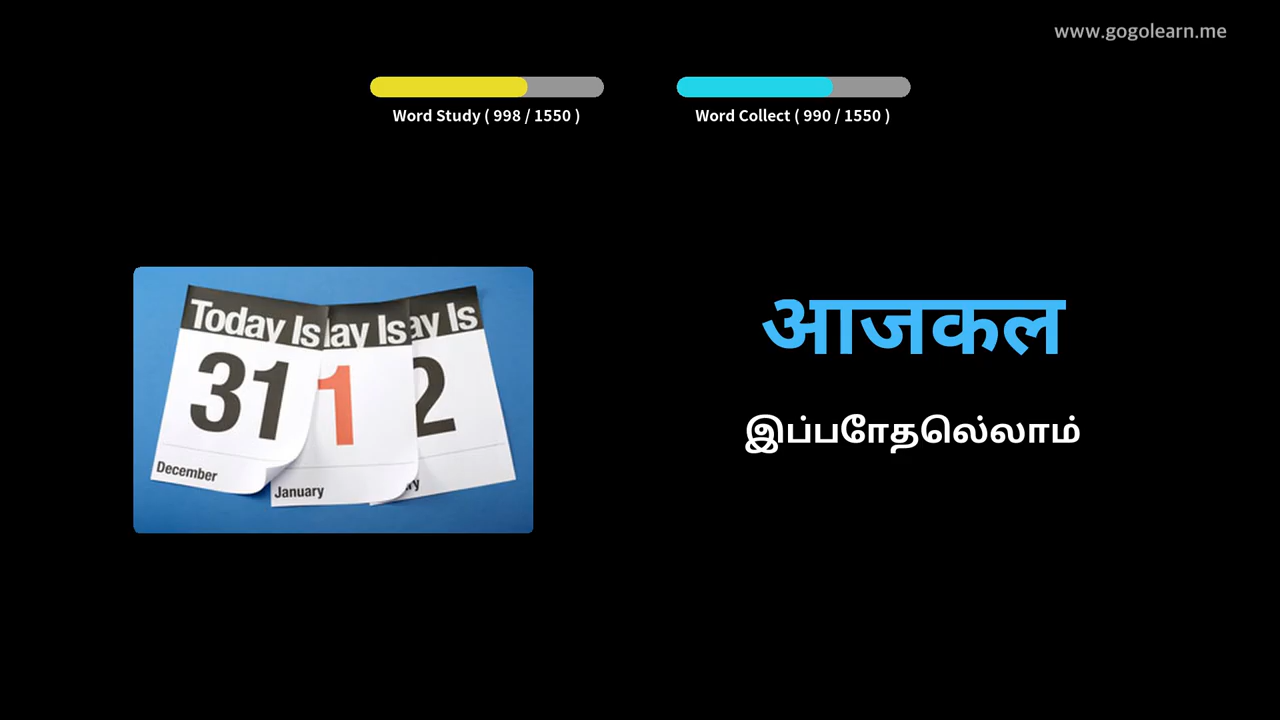 www.gogolearn.me
Word Study ( 998 / 1550 )
Word Collect ( 990 / 1550 )
Today Is
lay Is
ay Is
31
1
2
December
January
ry
आजकल
இப்போதெல்லாம்